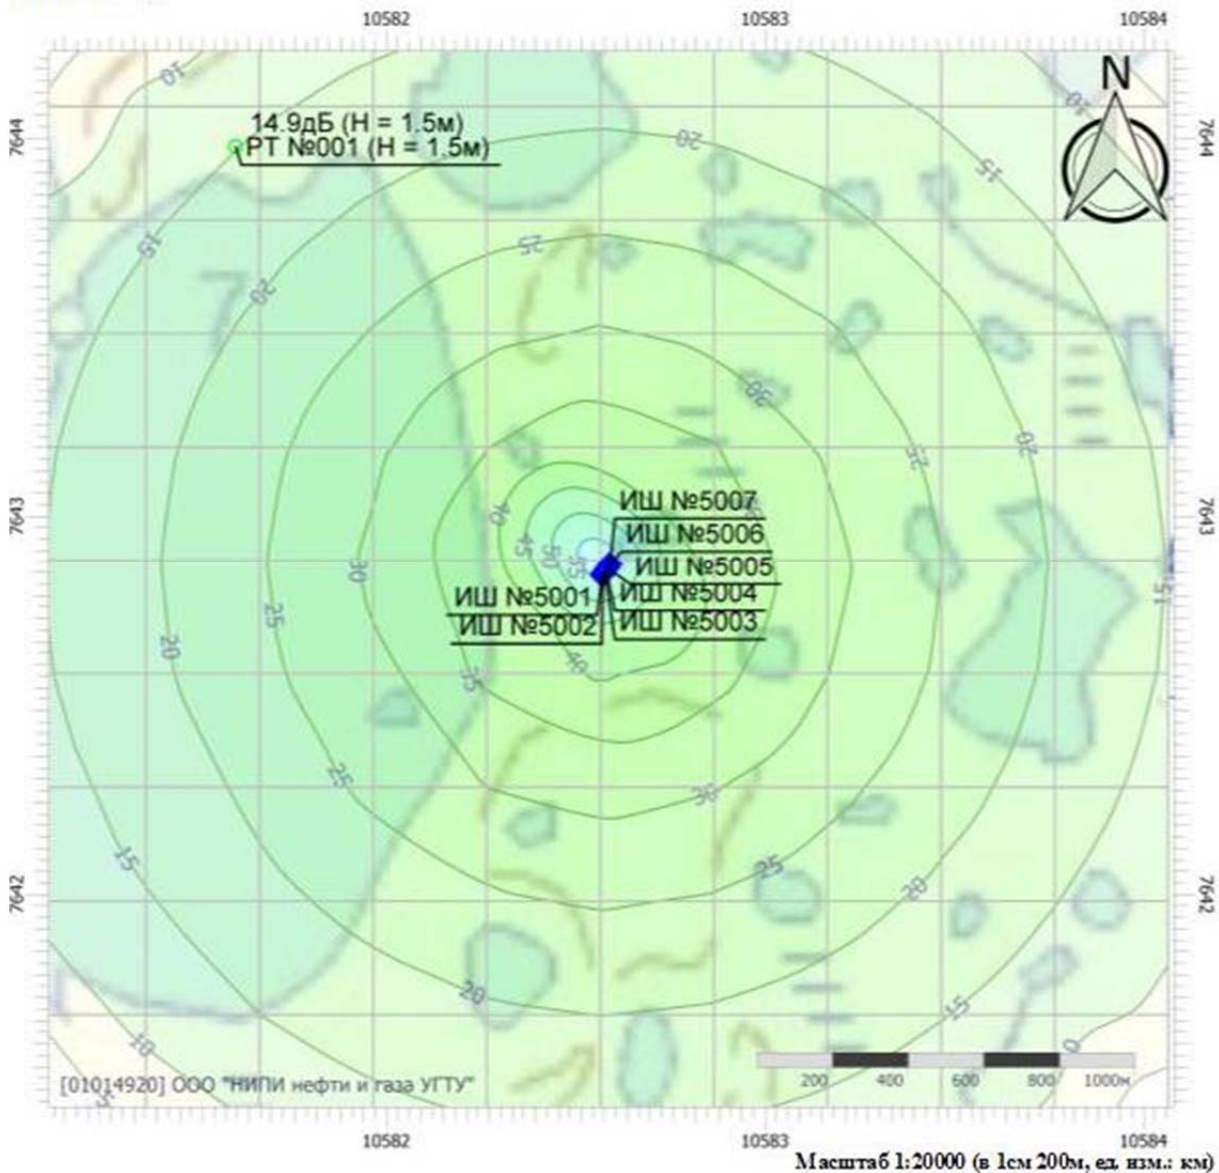 10582 10583 10584
10
N
7644 14.9дБ (Н = 1.5м) 20 10 7644
РТ №001 (Н = 1.5м) 15
15 25
20
30
25 20
7643 40 ИШ №5007 7643
45 50 55 ИШ №5006
30 ИШ №5005
ИШ №5001 ИШ №5004 15
25 ИШ №5002 ИШ №5003
20 40
35
25 30
15 25 20
7642 7642
20 15
10 0
[01014920] ООО "НИПИ нефти и газа УГТУ" 200 400 600 800 1000м
10582 10583 10584
Масштаб 1:20000 (в 1см 200м, ед. изм.: км)